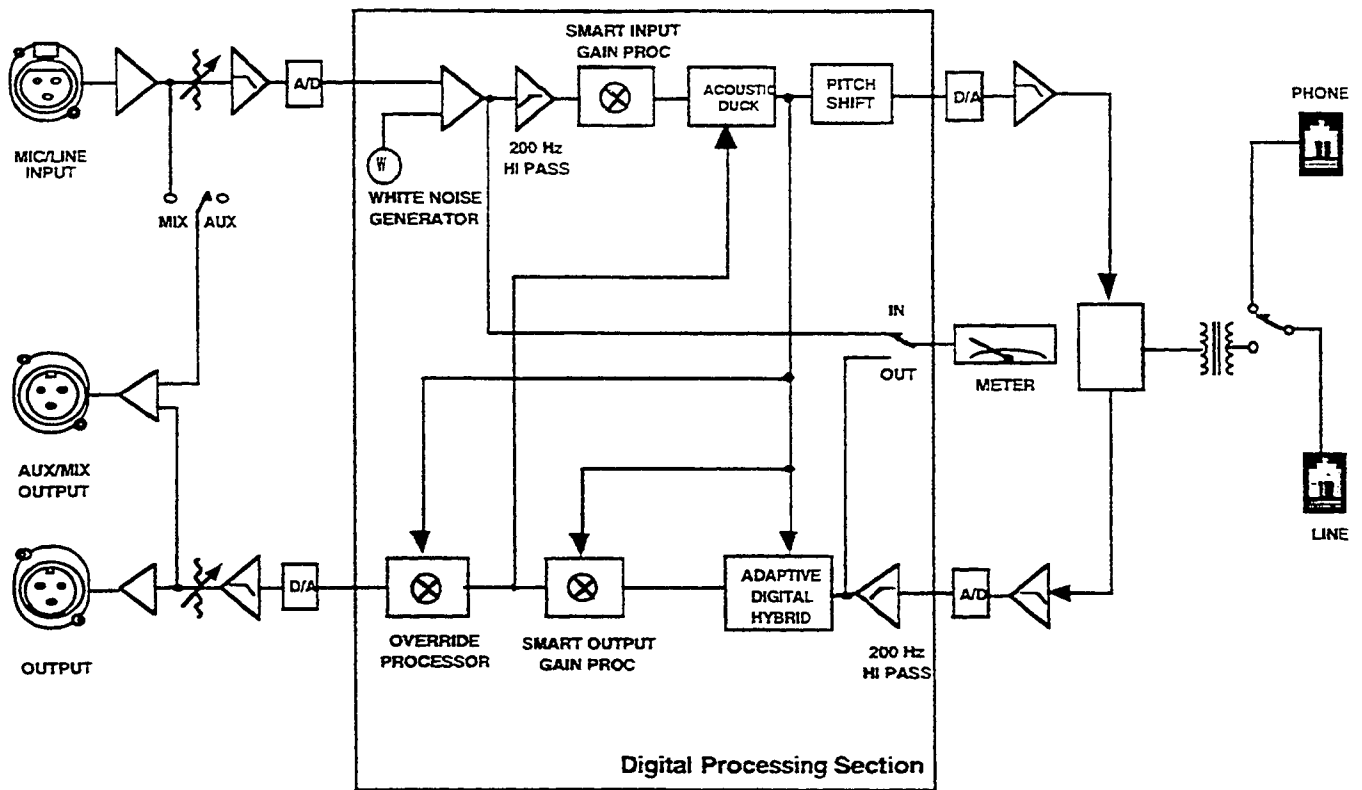 SMART INPUT
GAIN PROC
A/D
ACOUSTIC
DUCK
PITCH
SHIFT
D/A
PHONE
MIC/LINE
INPUT
200 Hz
HI PASS
W
WHITE NOISE
GENERATOR
MIX
AUX
IN
OUT
METER
AUX/MIX
OUTPUT
LINE
D/A
ADAPTIVE
DIGITAL
HYBRID
A/D
OVERRIDE
PROCESSOR
SMART OUTPUT
GAIN PROC
200 Hz
HI PASS
OUTPUT
Digital Processing Section